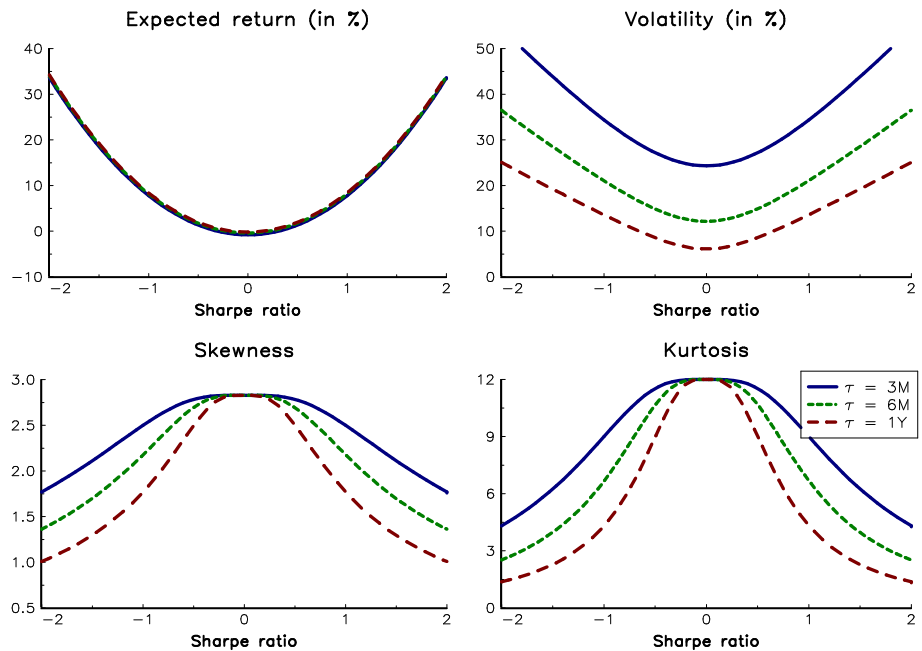 Expected return (in %)
40
30
20
10
0
−10
−2 −1 0 1 2
Sharpe ratio
Volatility (in %)
50
40
30
20
10
0
−2 −1 0 1 2
Sharpe ratio
Skewness
3.0
2.5
2.0
1.5
1.0
0.5
−2 −1 0 1 2
Sharpe ratio
Kurtosis
12
9
6
3
0
−2 −1 0 1 2
Sharpe ratio
τ = 3M
τ = 6M
τ = 1Y